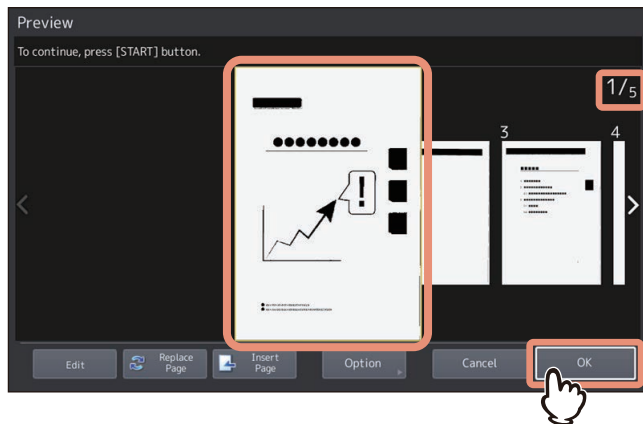 Preview
To continue, press [START] button.
1/5
3
4
!
Edit
Replace
Page
Insert
Page
Option
Cancel
OK